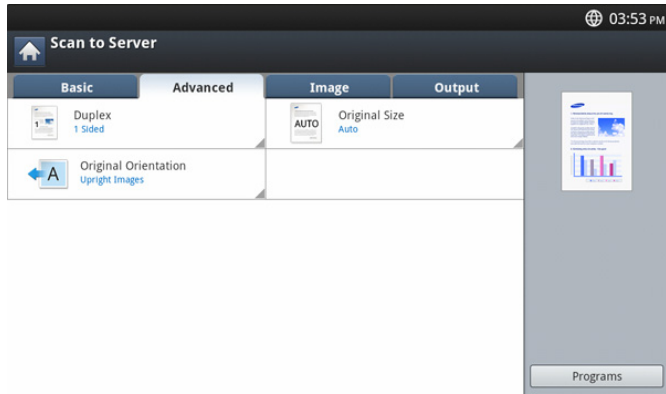 03:53 PM
Scan to Server
Basic
Advanced
Image
Output
Duplex
1 Sided
Original Size
Auto
AUTO
Original Orientation
Upright Images
A
1
Programs